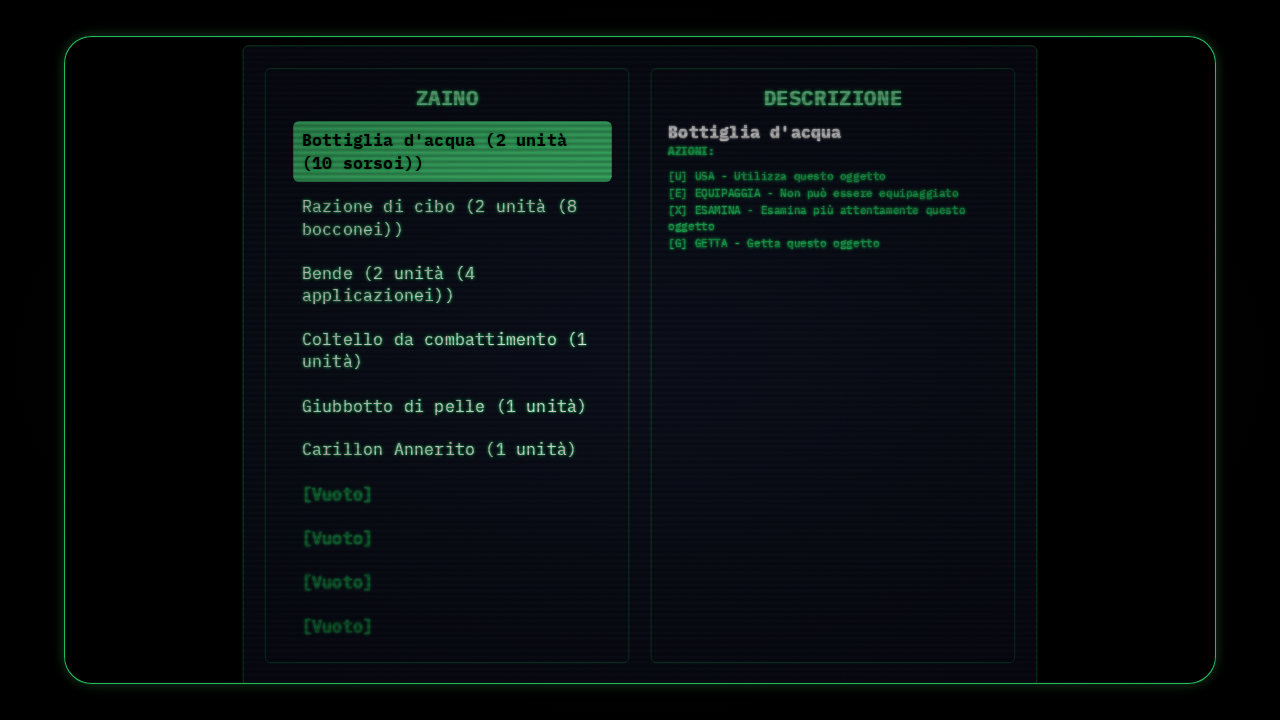 ZAINO
Bottiglia d'acqua (2 unità
(10 sorsoi))
Razione di cibo (2 unità (8
bocconei))
Bende (2 unità (4
applicazionei))
Coltello da combattimento (1
unità)
Giubbotto di pelle (1 unità)
Carillon Annerito (1 unità)
[Vuoto]
[Vuoto]
[Vuoto]
[Vuoto]
DESCRIZIONE
Bottiglia d'acqua
AZIONI:
[U] USA - Utilizza questo oggetto
[E] EQUIPAGGIA - Non può essere equipaggiato
[X] ESAMINA - Esamina più attentamente questo
oggetto
[G] GETTA - Getta questo oggetto